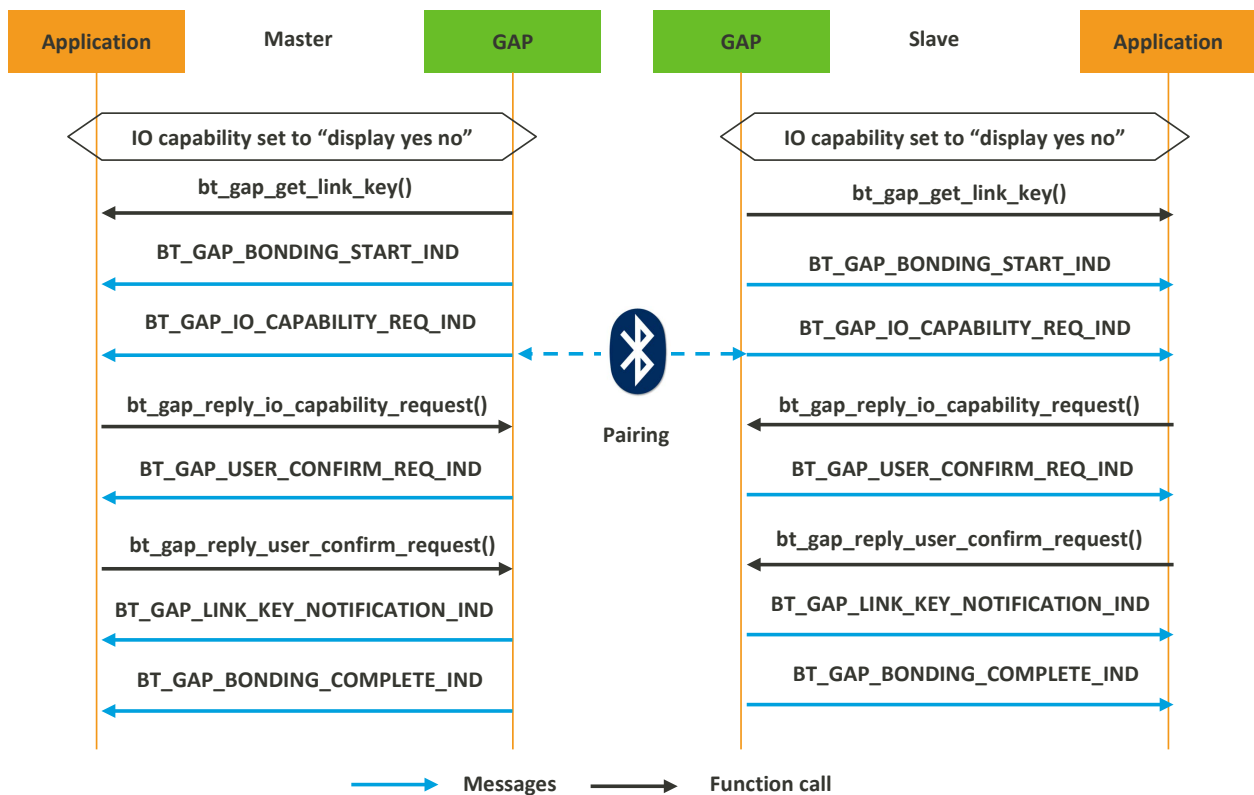 Application
Master
GAP
GAP
Slave
Application
IO capability set to “display yes no”
IO capability set to “display yes no”
bt_gap_get_link_key()
bt_gap_get_link_key()
BT_GAP_BONDING_START_IND
BT_GAP_BONDING_START_IND
BT_GAP_IO_CAPABILITY_REQ_IND
BT_GAP_IO_CAPABILITY_REQ_IND
bt_gap_reply_io_capability_request()
bt_gap_reply_io_capability_request()
Pairing
BT_GAP_USER_CONFIRM_REQ_IND
BT_GAP_USER_CONFIRM_REQ_IND
bt_gap_reply_user_confirm_request()
bt_gap_reply_user_confirm_request()
BT_GAP_LINK_KEY_NOTIFICATION_IND
BT_GAP_LINK_KEY_NOTIFICATION_IND
BT_GAP_BONDING_COMPLETE_IND
BT_GAP_BONDING_COMPLETE_IND
Messages
Function call